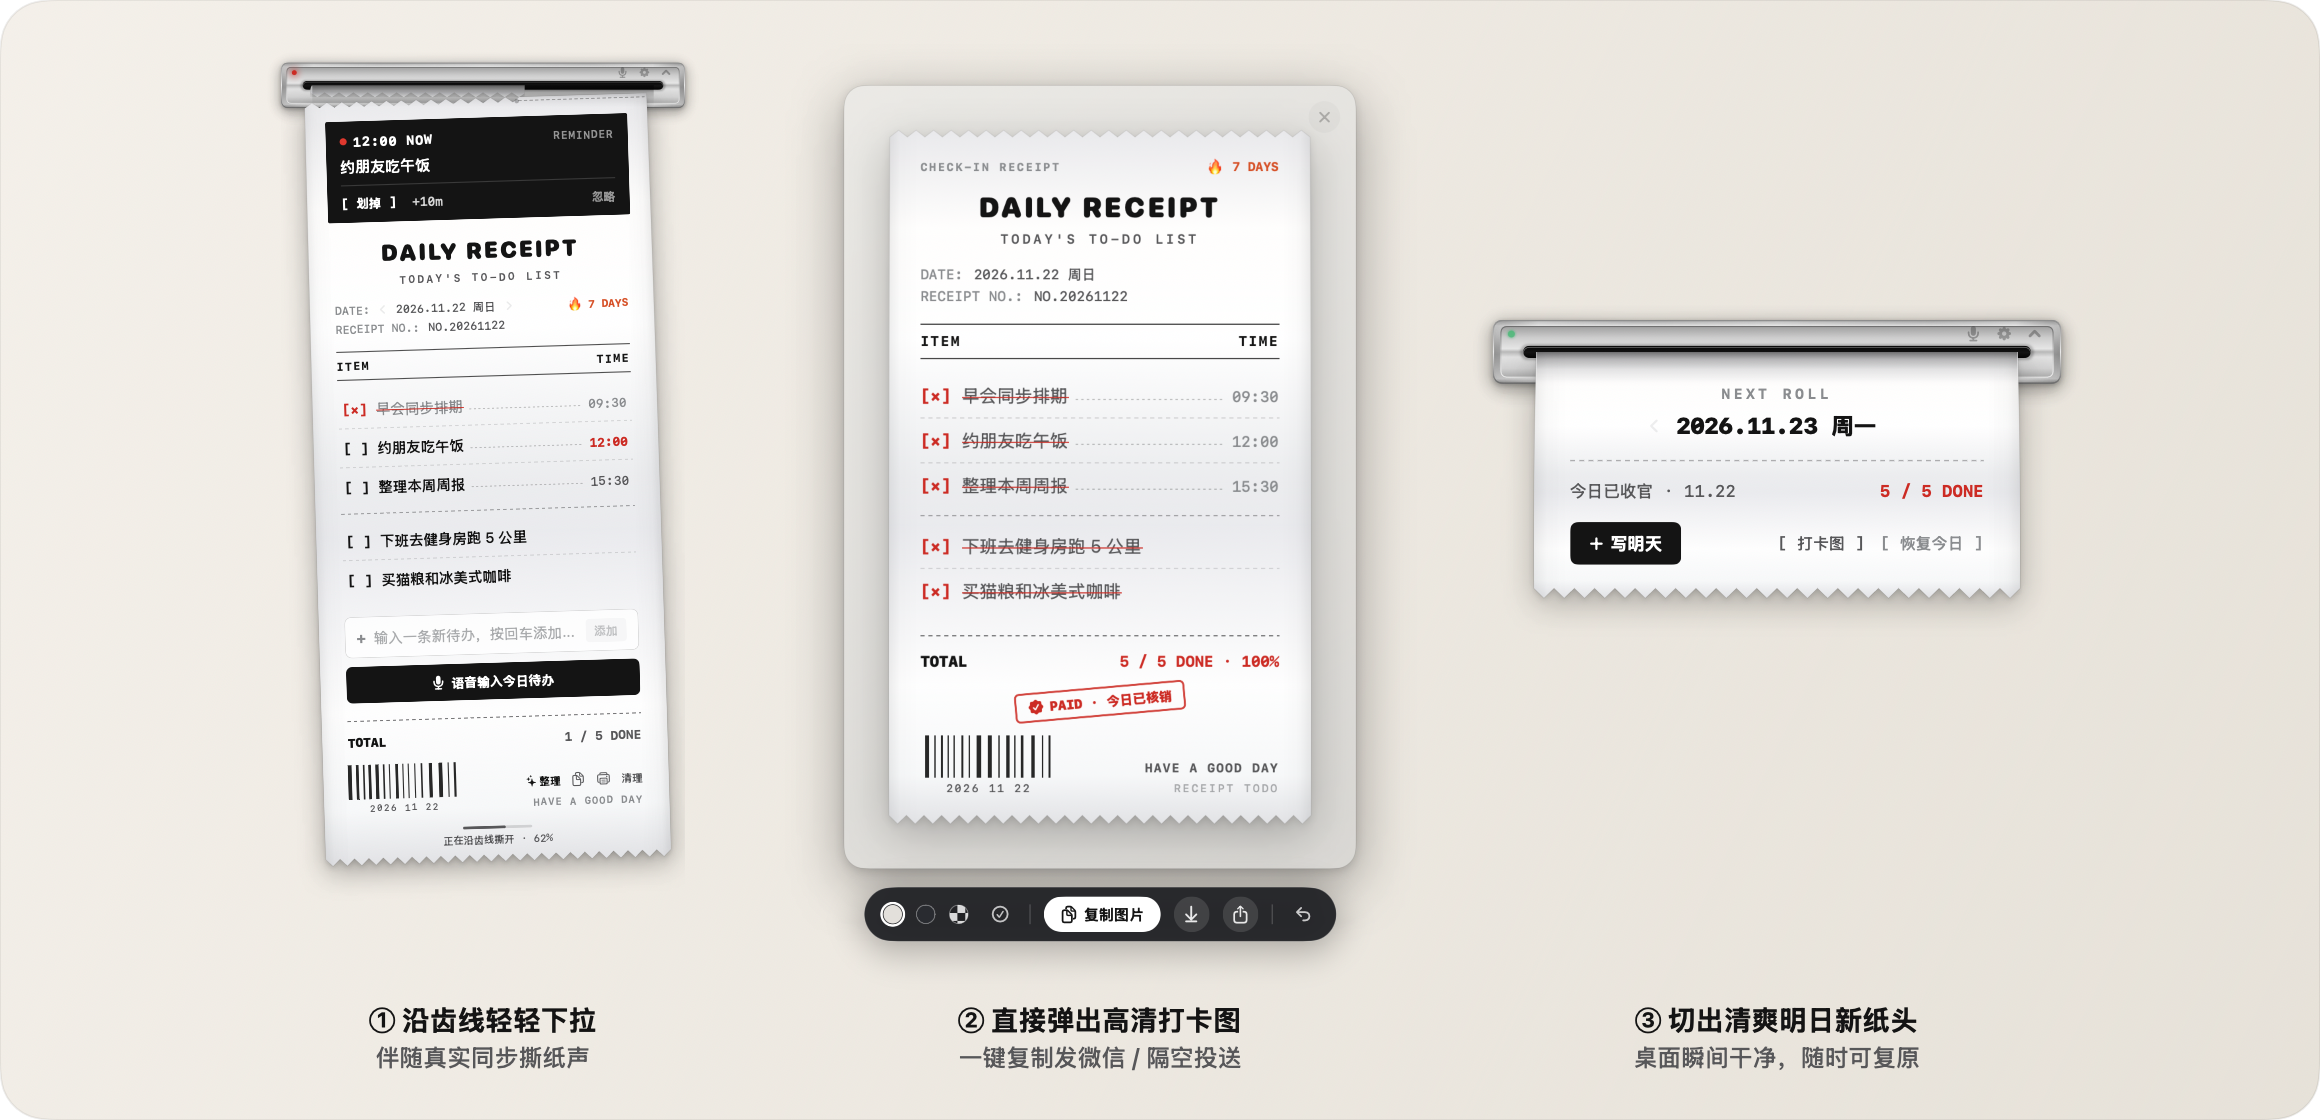 12:00 NOW REMINDER
约朋友吃午饭
[ 划掉 ] +10m 忽略
DAILY RECEIPT
TODAY'S TO-DO LIST
DATE: < 2026.11.22 周日 > 🔥 7 DAYS
RECEIPT NO.: NO.20261122
ITEM TIME
[×] 早会同步排期 09:30
[ ] 约朋友吃午饭 12:00
[ ] 整理本周周报 15:30
[ ] 下班去健身房跑 5 公里
[ ] 买猫粮和冰美式咖啡
+ 输入一条新待办，按回车添加... 添加
语音输入今日待办
TOTAL 1 / 5 DONE
整理 清理
2026 11 22 HAVE A GOOD DAY
正在沿齿线撕开 · 62%
① 沿齿线轻轻下拉
伴随真实同步撕纸声
CHECK-IN RECEIPT 🔥 7 DAYS
DAILY RECEIPT
TODAY'S TO-DO LIST
DATE: 2026.11.22 周日
RECEIPT NO.: NO.20261122
ITEM TIME
[×] 早会同步排期 09:30
[×] 约朋友吃午饭 12:00
[×] 整理本周周报 15:30
[×] 下班去健身房跑 5 公里
[×] 买猫粮和冰美式咖啡
TOTAL 5 / 5 DONE · 100%
PAID · 今日已核销
HAVE A GOOD DAY
2026 11 22 RECEIPT TODO
复制图片
② 直接弹出高清打卡图
一键复制发微信 / 隔空投送
NEXT ROLL
< 2026.11.23 周一
今日已收官 · 11.22 5 / 5 DONE
+ 写明天 [ 打卡图 ] [ 恢复今日 ]
③ 切出清爽明日新纸头
桌面瞬间干净，随时可复原